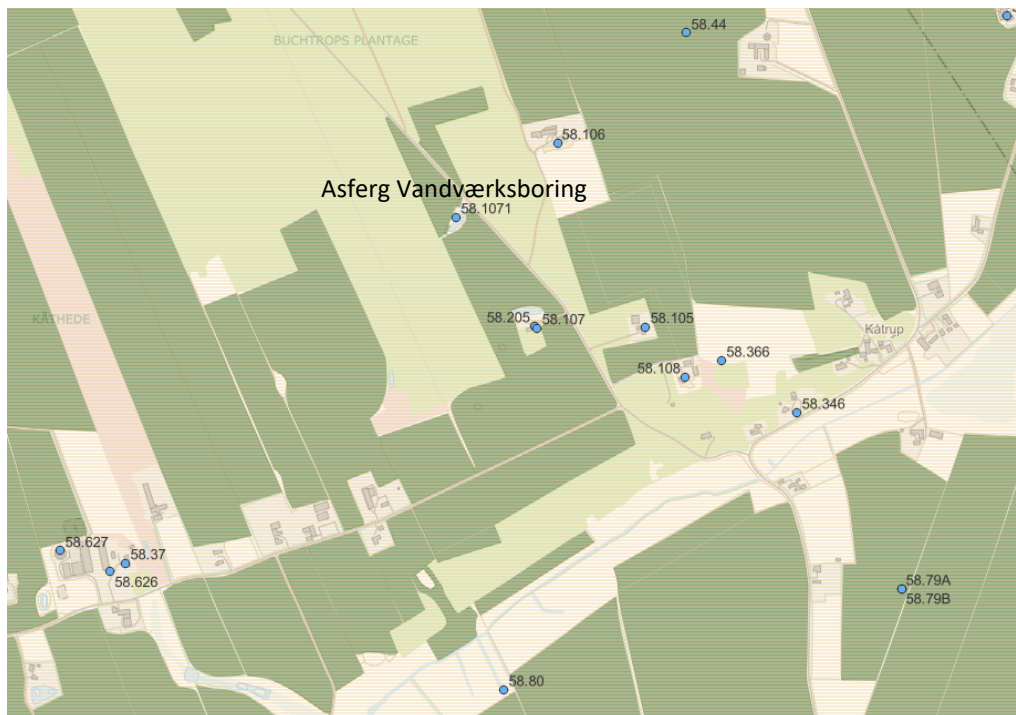 58.44
BUCHTROPS PLANTAGE
58.106
Asferg Vandværksboring
58.1071
KÅTHEDE
58.205
58.107
58.105
Kåtrup
58.366
58.108
58.346
58.627
58.37
58.626
58.79A
58.79B
58.80